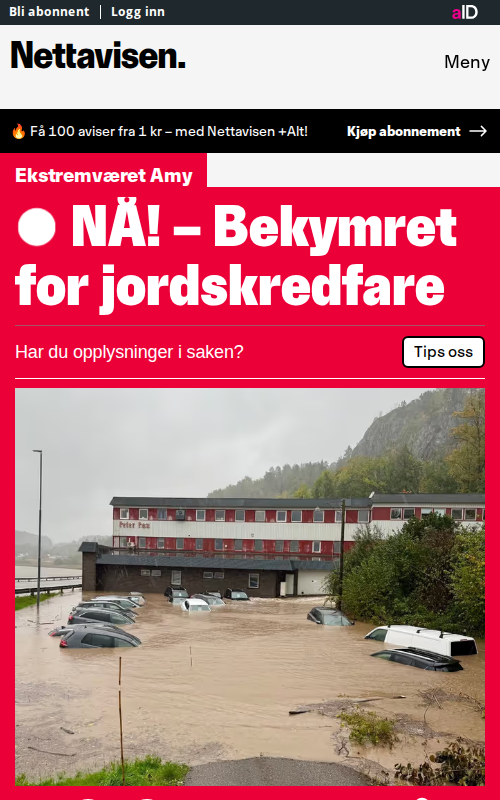 Bli abonnent | Logg inn
aID
Nettavisen.
Meny
🔥 Få 100 aviser fra 1 kr – med Nettavisen +Alt!
Kjøp abonnement →
Ekstremværet Amy
NÅ! – Bekymret
for jordskredfare
Har du opplysninger i saken?
Tips oss
Peter Pan